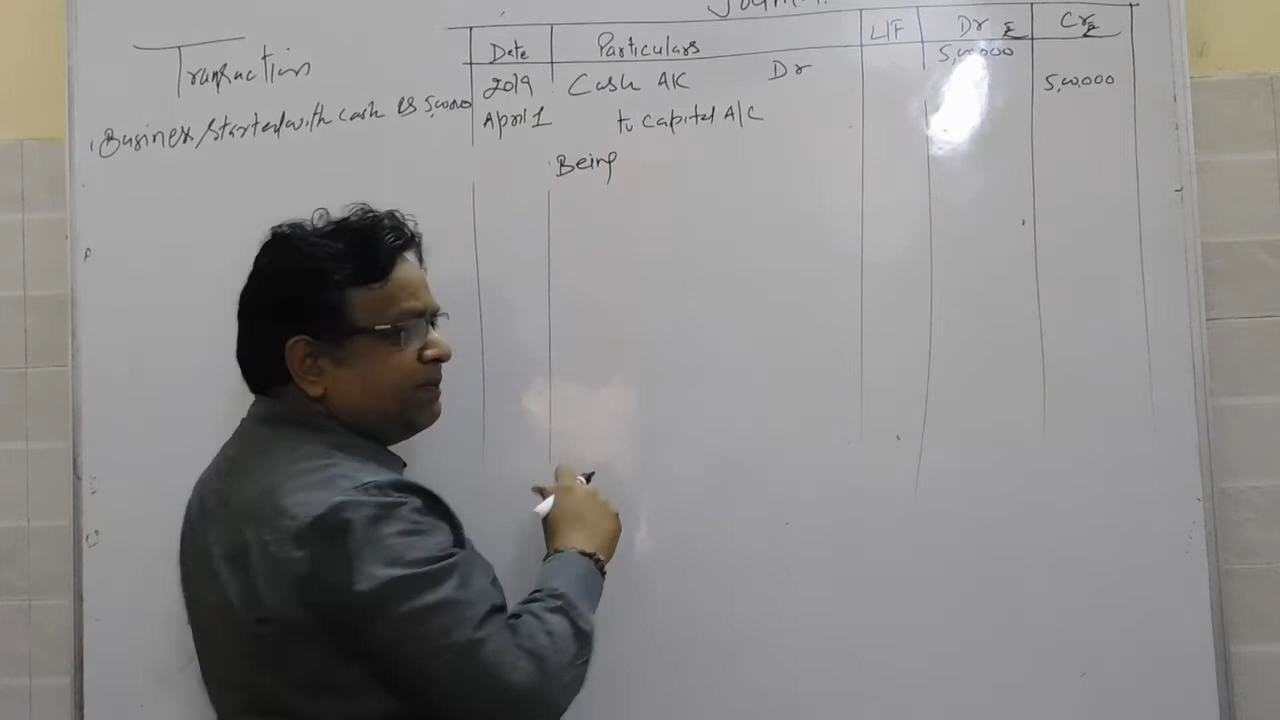 Journal
Transaction
Date Particulars L/F Dr ₹ Cr ₹
2019 Cash A/c Dr 5,00,000
April 1 to Capital A/C 5,00,000
1 Business started with cash Rs 5,00,000
Being